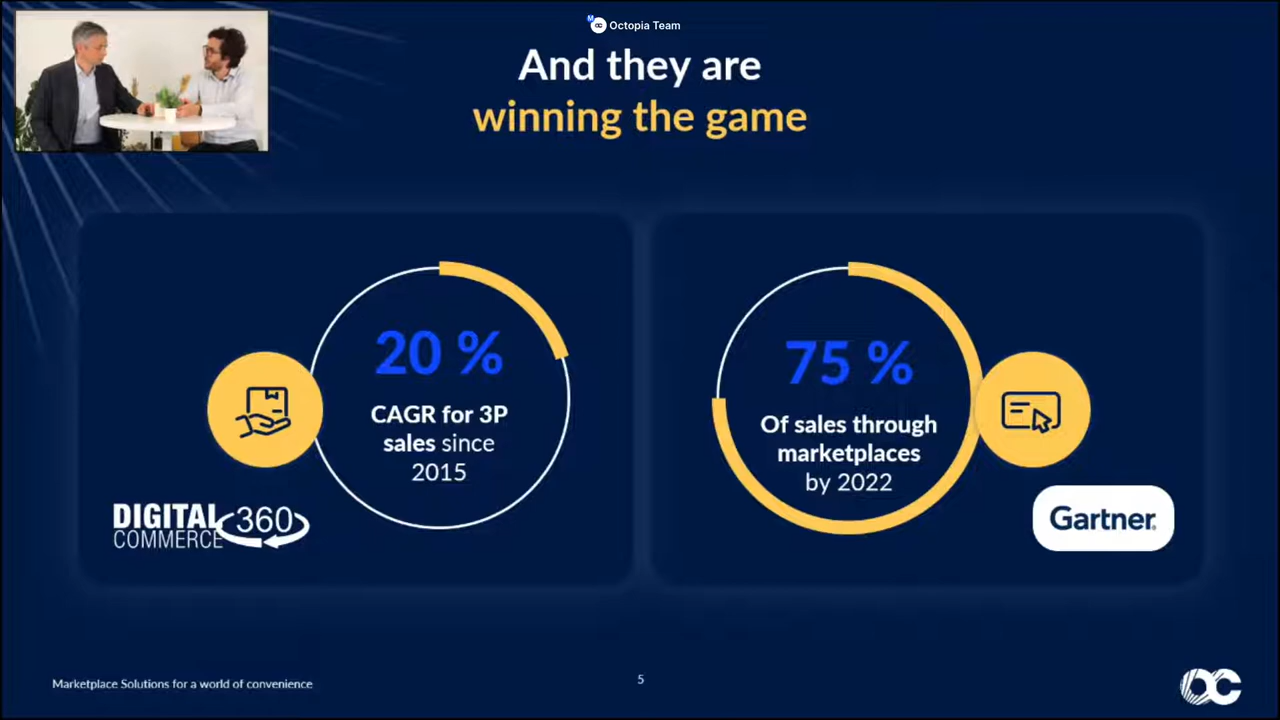 Octopia Team
And they are
winning the game
20 %
CAGR for 3P
sales since
2015
DIGITAL
COMMERCE
360
75 %
Of sales through
marketplaces
by 2022
Gartner
Marketplace Solutions for a world of convenience
5
OC